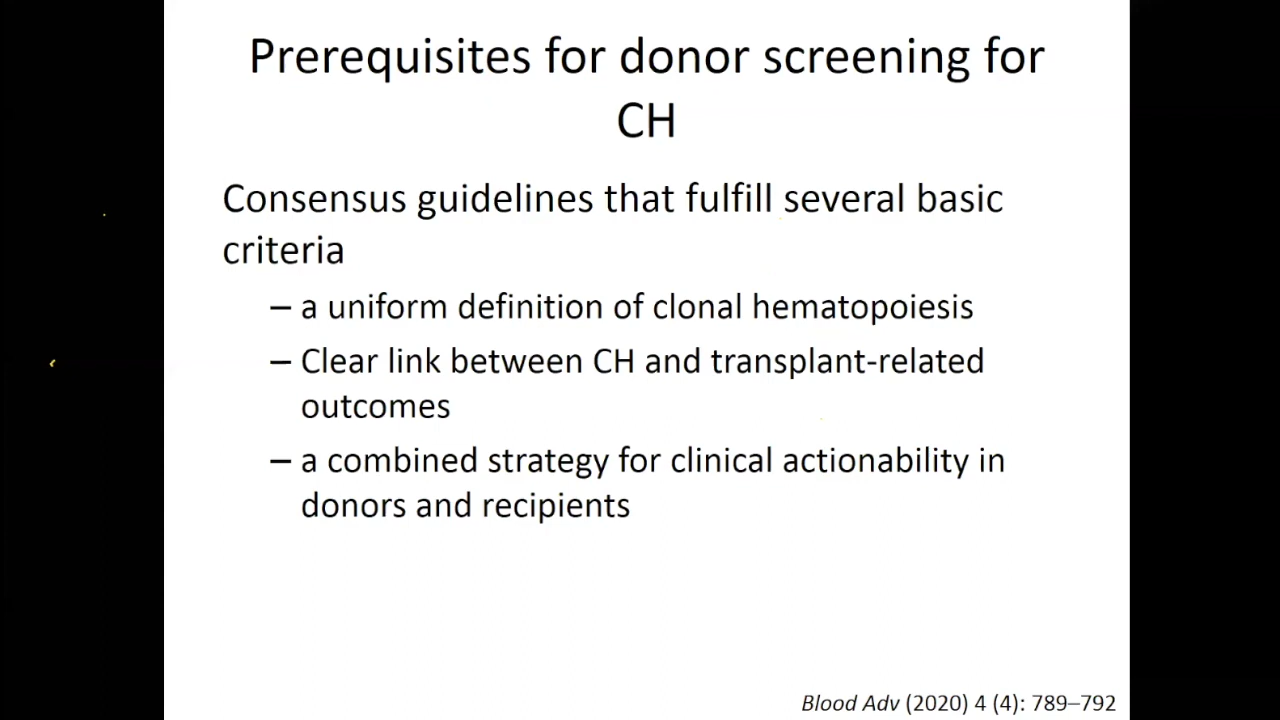 Prerequisites for donor screening for
CH
Consensus guidelines that fulfill several basic
criteria
– a uniform definition of clonal hematopoiesis
– Clear link between CH and transplant-related
outcomes
– a combined strategy for clinical actionability in
donors and recipients
Blood Adv (2020) 4 (4): 789–792